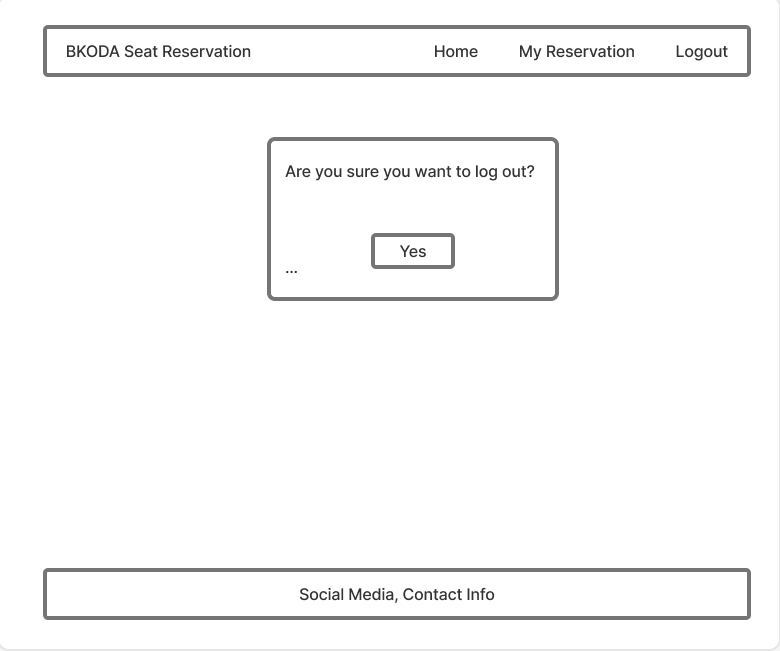 BKODA Seat Reservation Home My Reservation Logout
Are you sure you want to log out?
Yes
...
Social Media, Contact Info